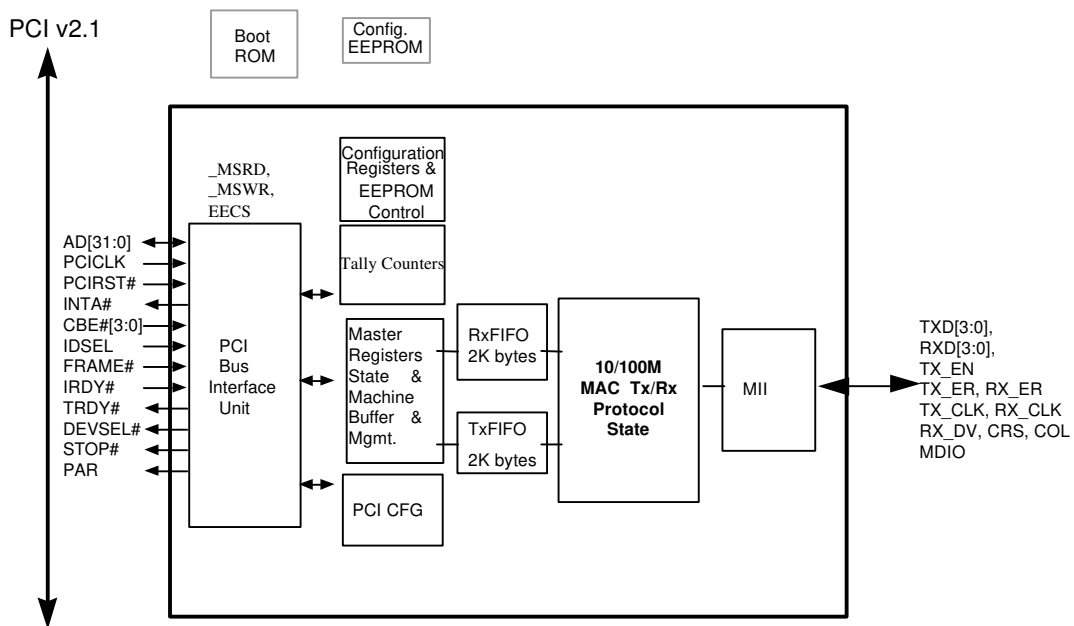 PCI v2.1
Boot
ROM
Config.
EEPROM
_MSRD,
_MSWR,
EECS
Configuration
Registers &
EEPROM
Control
Tally Counters
AD[31:0]
PCICLK
PCIRST#
INTA#
CBE#[3:0]
IDSEL
FRAME#
IRDY#
TRDY#
DEVSEL#
STOP#
PAR
PCI
Bus
Interface
Unit
Master
Registers
State &
Machine
Buffer &
Mgmt.
PCI CFG
RxFIFO
2K bytes
TxFIFO
2K bytes
10/100M
MAC Tx/Rx
Protocol
State
MII
TXD[3:0],
RXD[3:0],
TX_EN
TX_ER, RX_ER
TX_CLK, RX_CLK
RX_DV, CRS, COL
MDIO